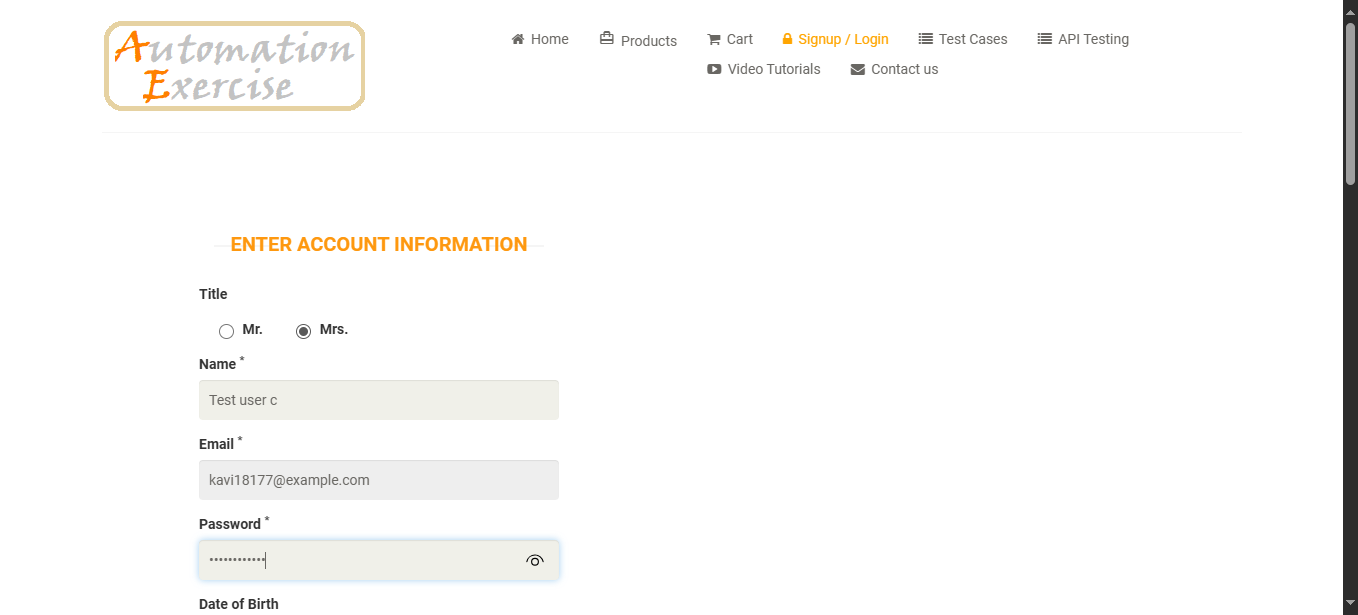 Automation
Exercise
Home Products Cart Signup / Login Test Cases API Testing
Video Tutorials Contact us
ENTER ACCOUNT INFORMATION
Title
Mr. Mrs.
Name *
Test user c
Email *
kavi18177@example.com
Password *
••••••••••••
Date of Birth